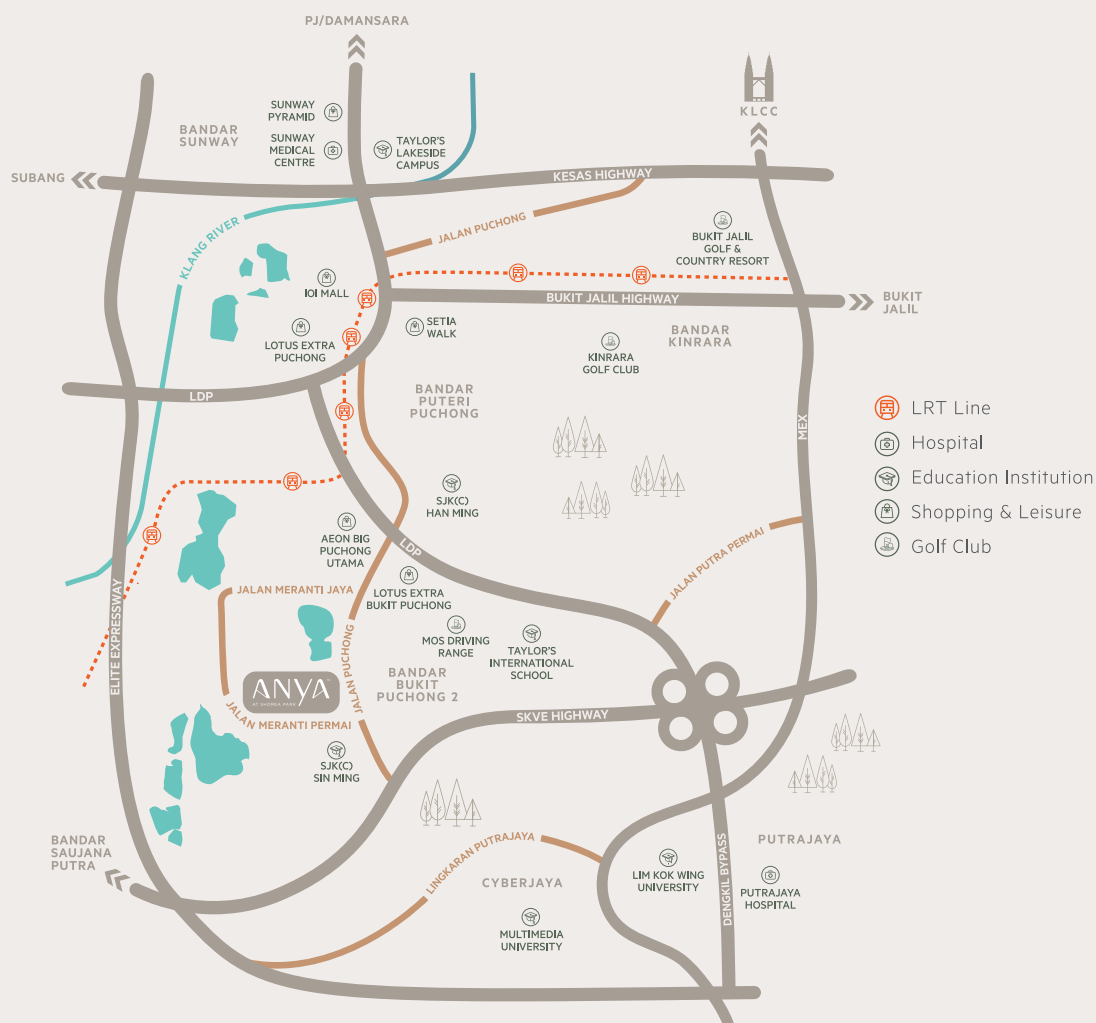 PJ/DAMANSARA
KLCC
SUNWAY
PYRAMID
BANDAR
SUNWAY
SUNWAY
MEDICAL
CENTRE
TAYLOR'S
LAKESIDE
CAMPUS
SUBANG
KESAS HIGHWAY
KLANG RIVER
JALAN PUCHONG
BUKIT JALIL
GOLF &
COUNTRY RESORT
IOI MALL
BUKIT JALIL HIGHWAY
BUKIT
JALIL
LOTUS EXTRA
PUCHONG
SETIA
WALK
BANDAR
KINRARA
KINRARA
GOLF CLUB
LDP
BANDAR
PUTERI
PUCHONG
MEX
LRT Line
Hospital
Education Institution
Shopping & Leisure
Golf Club
SJK(C)
HAN MING
AEON BIG
PUCHONG
UTAMA
LDP
JALAN PUTRA PERMAI
JALAN MERANTI JAYA
LOTUS EXTRA
BUKIT PUCHONG
ELITE EXPRESSWAY
JALAN PUCHONG
MOS DRIVING
RANGE
TAYLOR'S
INTERNATIONAL
SCHOOL
BANDAR
BUKIT
PUCHONG 2
ANYA
AT SHOREA PARK
JALAN MERANTI PERMAI
SKVE HIGHWAY
SJK(C)
SIN MING
BANDAR
SAUJANA
PUTRA
LINGKARAN PUTRAJAYA
CYBERJAYA
PUTRAJAYA
LIM KOK WING
UNIVERSITY
DENGKIL BYPASS
PUTRAJAYA
HOSPITAL
MULTIMEDIA
UNIVERSITY